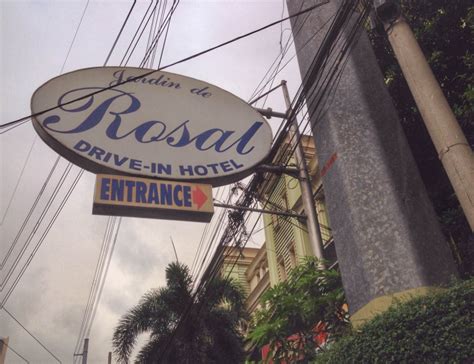 Jardin de
Rosal
DRIVE-IN HOTEL
ENTRANCE